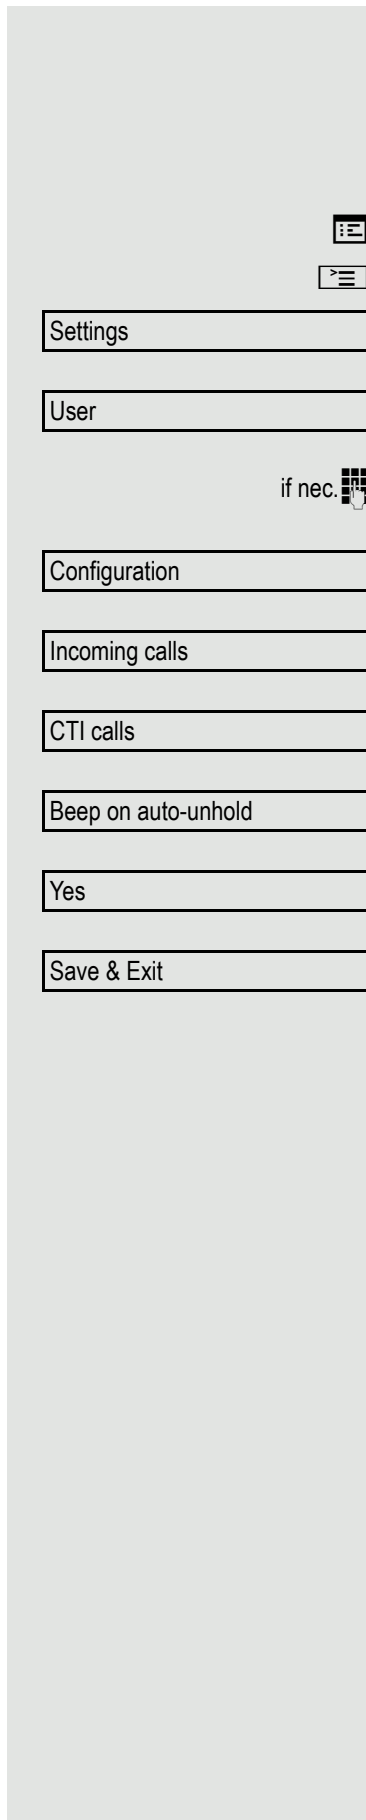 Settings
User
if nec.
Configuration
Incoming calls
CTI calls
Beep on auto-unhold
Yes
Save & Exit